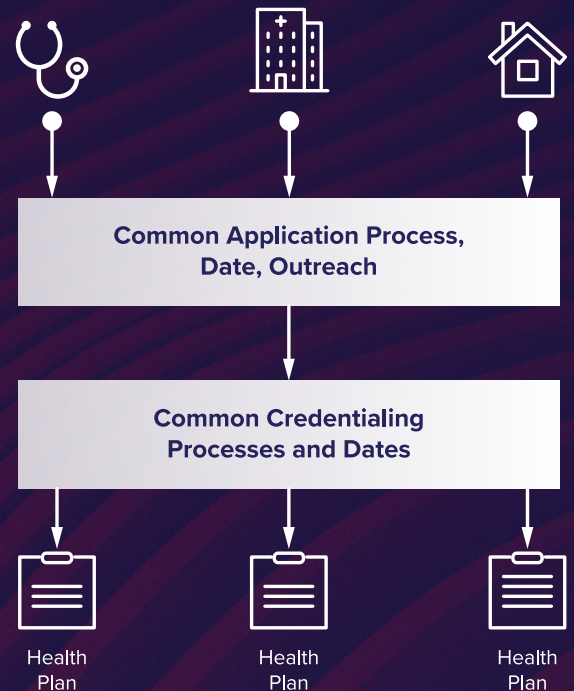 Common Application Process,
Date, Outreach
Common Credentialing
Processes and Dates
Health
Plan
Health
Plan
Health
Plan